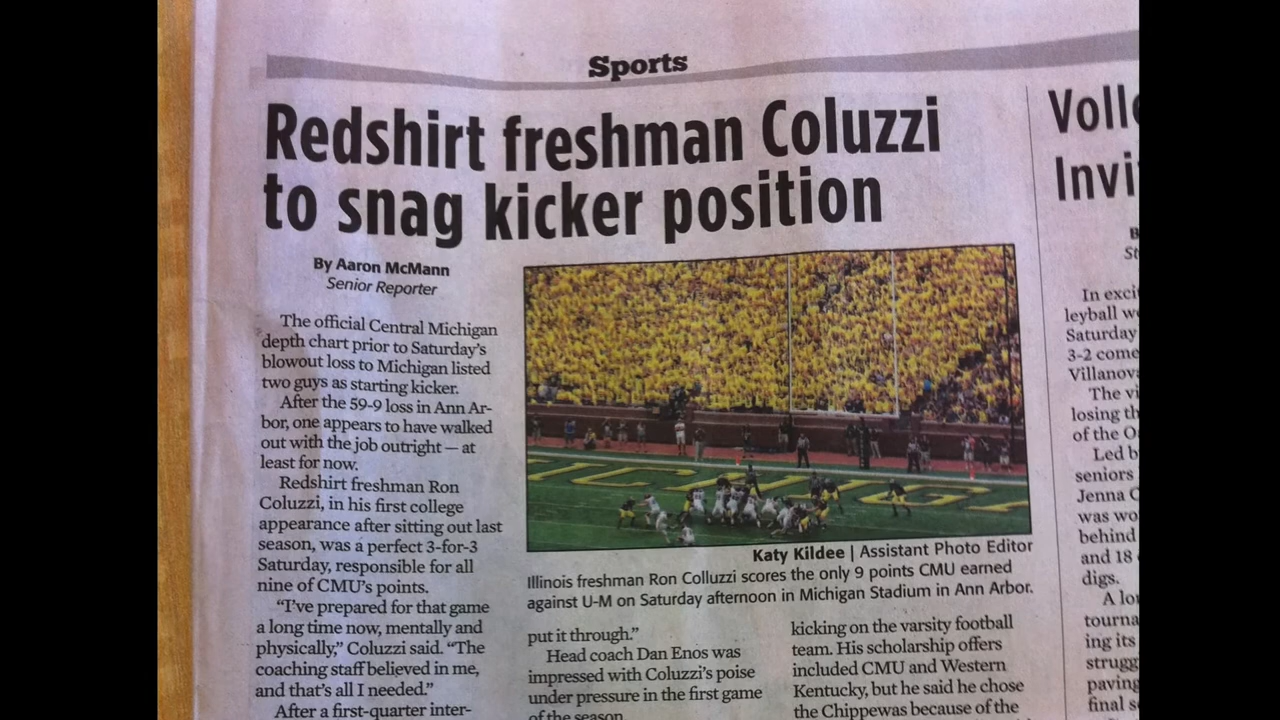 Sports
Redshirt freshman Coluzzi
to snag kicker position
By Aaron McMann
Senior Reporter
The official Central Michigan
depth chart prior to Saturday's
blowout loss to Michigan listed
two guys as starting kicker.
After the 59-9 loss in Ann Ar-
bor, one appears to have walked
out with the job outright — at
least for now.
Redshirt freshman Ron
Coluzzi, in his first college
appearance after sitting out last
season, was a perfect 3-for-3
Saturday, responsible for all
nine of CMU's points.
"I've prepared for that game
a long time now, mentally and
physically," Coluzzi said. "The
coaching staff believed in me,
and that's all I needed."
After a first-quarter inter-
Katy Kildee | Assistant Photo Editor
Illinois freshman Ron Colluzzi scores the only 9 points CMU earned
against U-M on Saturday afternoon in Michigan Stadium in Ann Arbor.
put it through."
Head coach Dan Enos was
impressed with Coluzzi's poise
under pressure in the first game
of the season.
kicking on the varsity football
team. His scholarship offers
included CMU and Western
Kentucky, but he said he chose
the Chippewas because of the
Voll
Invi
B
St
In exci
leyball w
Saturday
3-2 come
Villanov
The vi
losing th
of the O
Led b
seniors
Jenna C
was wo
behind
and 18
digs.
A lo
tourna
ing its
strugg
paving
final s